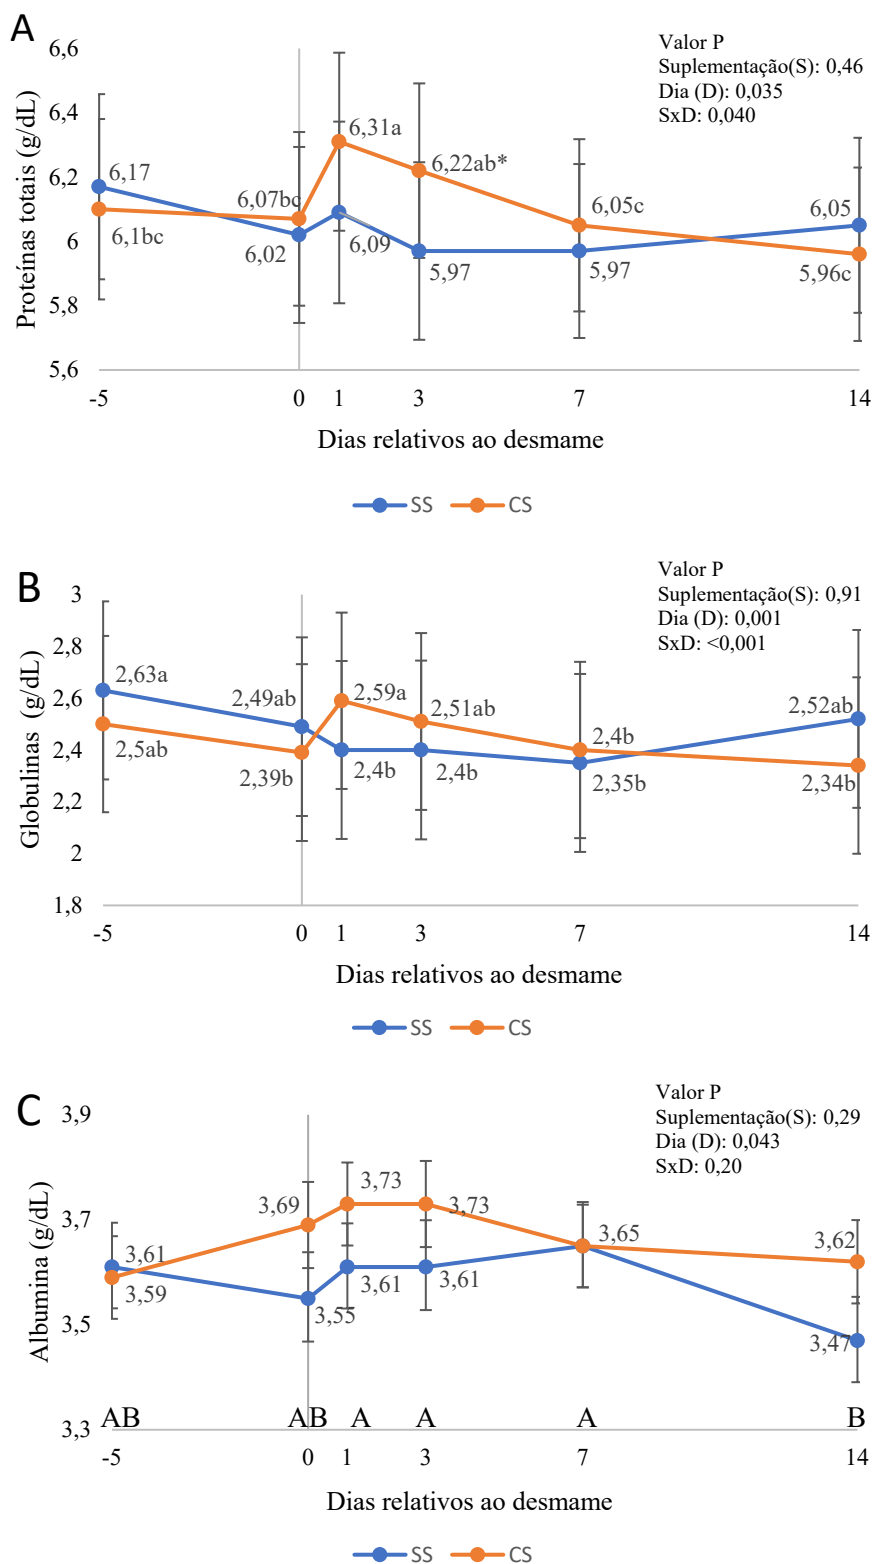 A
Valor P
Suplementação(S): 0,46
Dia (D): 0,035
SxD: 0,040
Proteínas totais (g/dL)
6,6
6,4
6,2
6
5,8
5,6
6,17
6,1bc
6,07bc
6,02
6,31a
6,09
6,22ab*
5,97
6,05c
5,97
6,05
5,96c
-5 0 1 3 7 14
Dias relativos ao desmame
SS CS
B
Valor P
Suplementação(S): 0,91
Dia (D): 0,001
SxD: <0,001
Globulinas (g/dL)
3
2,8
2,6
2,4
2,2
2
1,8
2,63a
2,5ab
2,49ab
2,39b
2,59a
2,4b
2,51ab
2,4b
2,4b
2,35b
2,52ab
2,34b
-5 0 1 3 7 14
Dias relativos ao desmame
SS CS
C
Valor P
Suplementação(S): 0,29
Dia (D): 0,043
SxD: 0,20
Albumina (g/dL)
3,9
3,7
3,5
3,3
3,61
3,59
3,69
3,55
3,73
3,61
3,73
3,61
3,65
3,62
3,47
AB AB A A A B
-5 0 1 3 7 14
Dias relativos ao desmame
SS CS